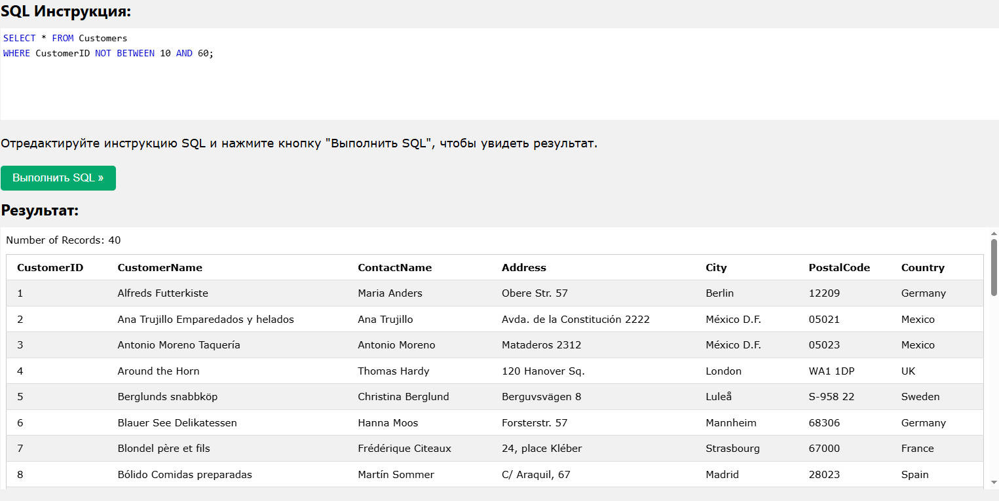 SQL Инструкция:
SELECT * FROM Customers
WHERE CustomerID NOT BETWEEN 10 AND 60;
Отредактируйте инструкцию SQL и нажмите кнопку "Выполнить SQL", чтобы увидеть результат.
Выполнить SQL »
Результат:
Number of Records: 40
CustomerID CustomerName ContactName Address City PostalCode Country
1 Alfreds Futterkiste Maria Anders Obere Str. 57 Berlin 12209 Germany
2 Ana Trujillo Emparedados y helados Ana Trujillo Avda. de la Constitución 2222 México D.F. 05021 Mexico
3 Antonio Moreno Taquería Antonio Moreno Mataderos 2312 México D.F. 05023 Mexico
4 Around the Horn Thomas Hardy 120 Hanover Sq. London WA1 1DP UK
5 Berglunds snabbköp Christina Berglund Berguvsvägen 8 Luleå S-958 22 Sweden
6 Blauer See Delikatessen Hanna Moos Forsterstr. 57 Mannheim 68306 Germany
7 Blondel père et fils Frédérique Citeaux 24, place Kléber Strasbourg 67000 France
8 Bólido Comidas preparadas Martín Sommer C/ Araquil, 67 Madrid 28023 Spain